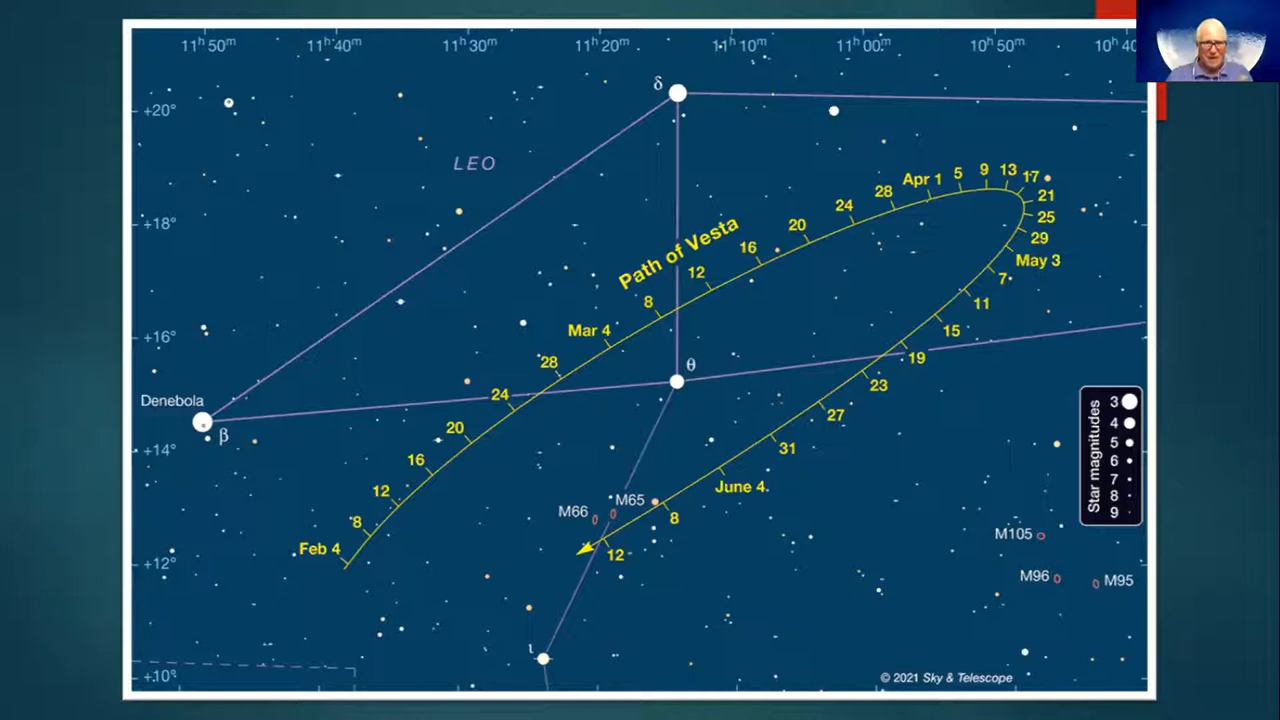 11h50m 11h40m 11h30m 11h20m 11h10m 11h00m 10h50m 10h40
δ
+20°
LEO
Apr 1 5 9 13 17
21
28
24
25
+18°
20
29
Path of Vesta
16
May 3
12
7
8
11
Mar 4
15
+16°
28
19
θ
24
23
Denebola
β
20
27
+14°
31
16
12
June 4
M65
M66
8
8
Feb 4
12
+12°
M105
M96
M95
ι
+10°
Star magnitudes
3
4
5
6
7
8
9
© 2021 Sky & Telescope